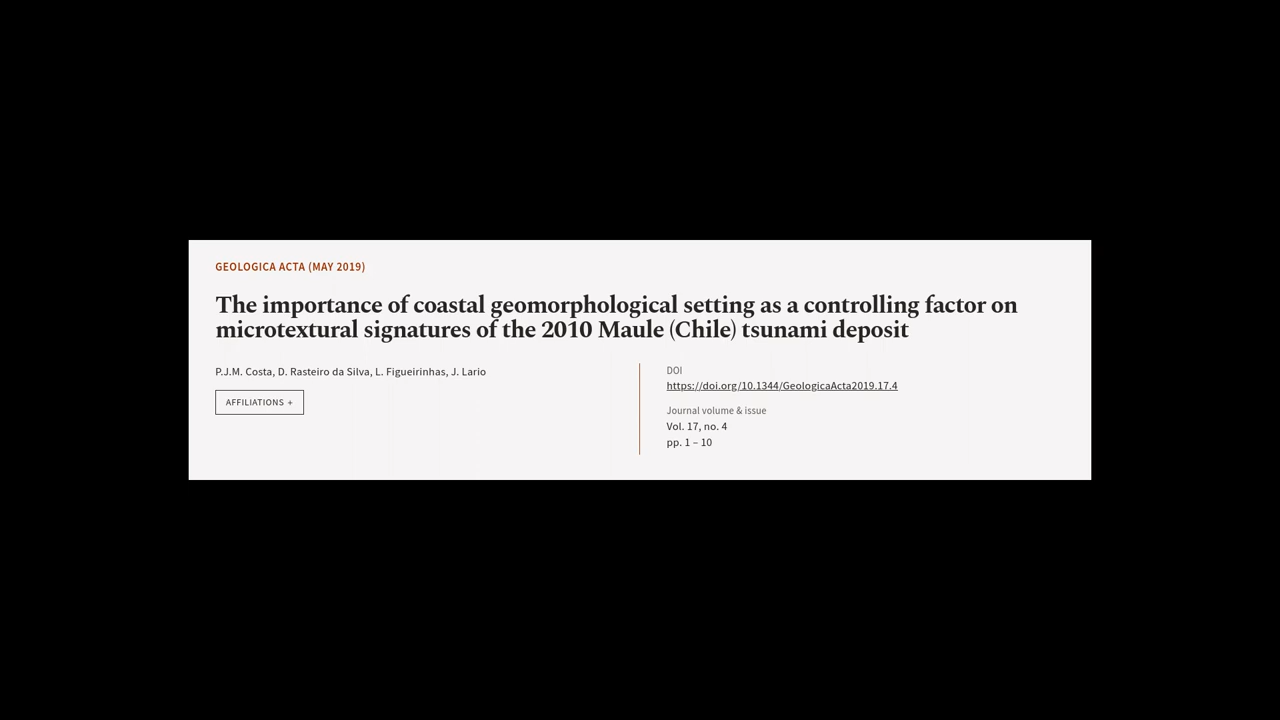 GEOLOGICA ACTA (MAY 2019)
The importance of coastal geomorphological setting as a controlling factor on
microtextural signatures of the 2010 Maule (Chile) tsunami deposit
P.J.M. Costa, D. Rasteiro da Silva, L. Figueirinhas, J. Lario
AFFILIATIONS +
DOI
https://doi.org/10.1344/GeologicaActa2019.17.4
Journal volume & issue
Vol. 17, no. 4
pp. 1 – 10